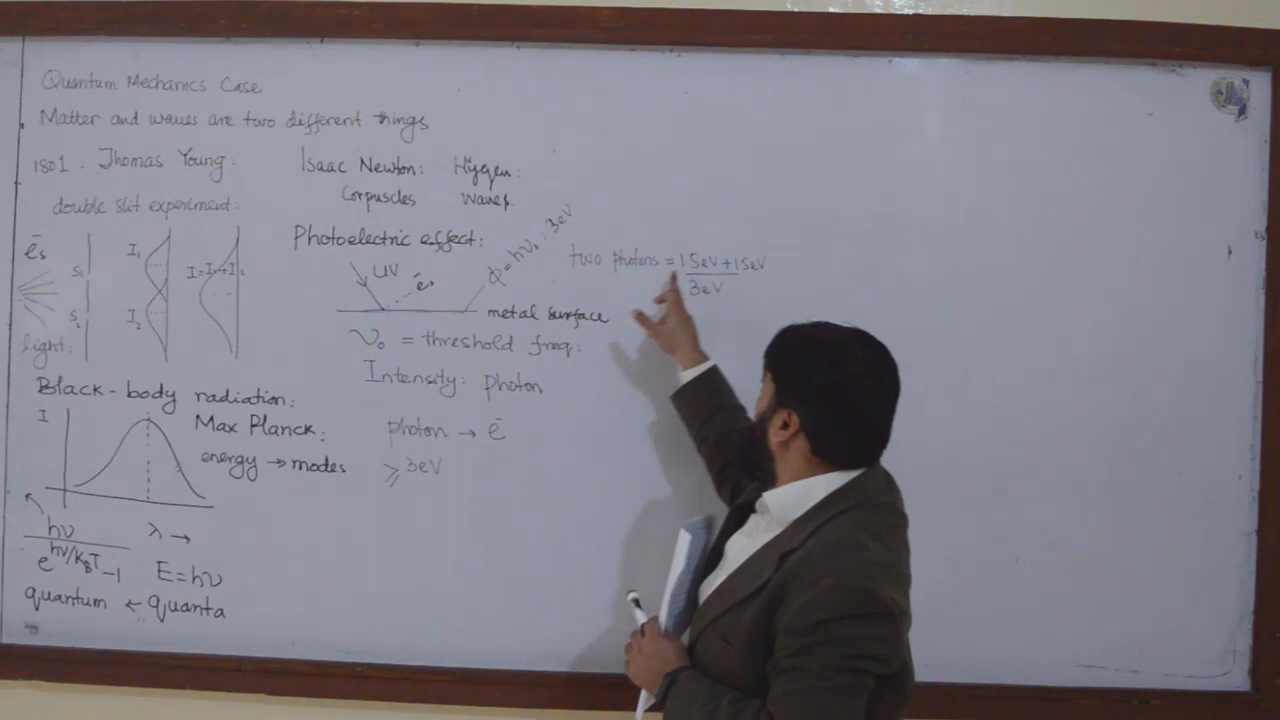 Quantum Mechanics Case
Matter and waves are two different things
1801 : Thomas Young.
double slit experiment:
ēs
S1
S2
light:
I1
I2
I=I1+I2
Isaac Newton: Hygen:
Corpuscles Waves.
Photoelectric effect:
UV
ē
ϕ=hν₀:3eV
metal surface
ν₀ = threshold freq:
Intensity: photon
photon → ē
⩾ 3eV
two photons = 1.5eV+1.5eV
3eV
Black-body radiation:
I
Max Planck:
energy → modes
hν
e^hν/k_BT -1
λ →
E=hν
quantum ← quanta